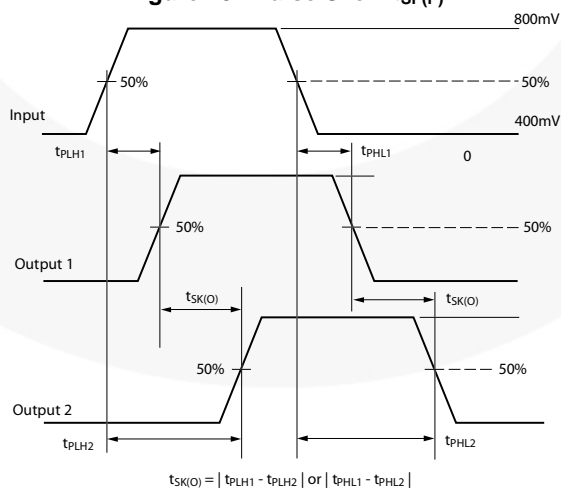 800mV
50%
50%
Input
400mV
tPLH1
tPHL1
0
50%
50%
Output 1
tSK(O)
tSK(O)
50%
50%
Output 2
tPLH2
tPHL2
tSK(O) = | tPLH1 - tPLH2 | or | tPHL1 - tPHL2 |